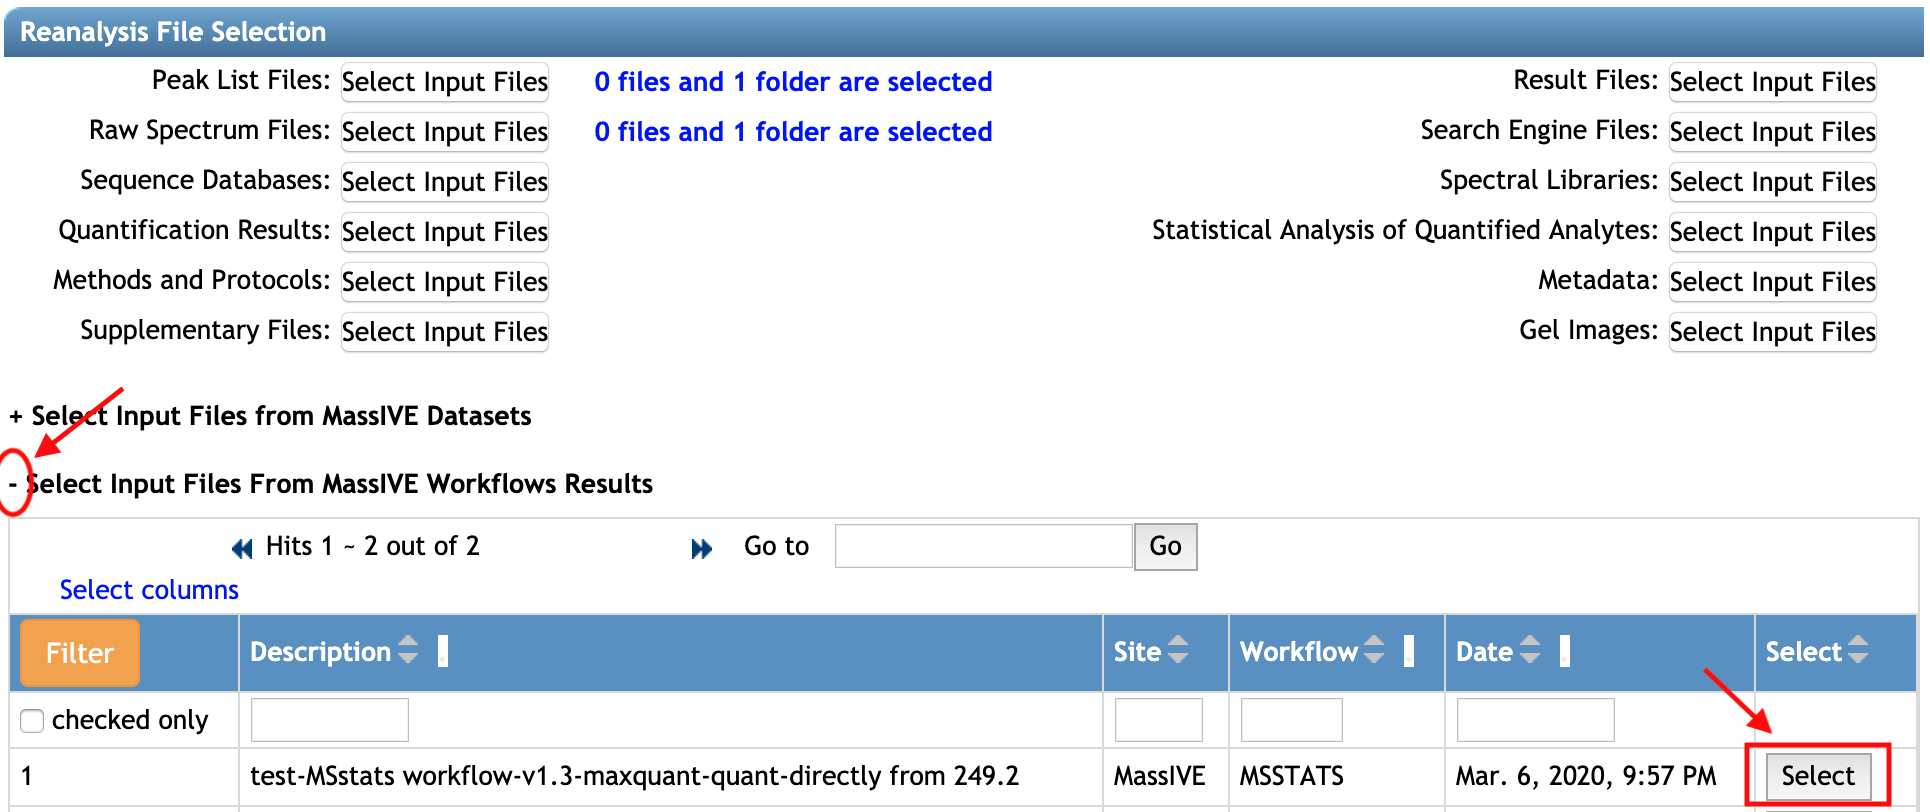 Reanalysis File Selection
Peak List Files: Select Input Files 0 files and 1 folder are selected Result Files: Select Input Files
Raw Spectrum Files: Select Input Files 0 files and 1 folder are selected Search Engine Files: Select Input Files
Sequence Databases: Select Input Files Spectral Libraries: Select Input Files
Quantification Results: Select Input Files Statistical Analysis of Quantified Analytes: Select Input Files
Methods and Protocols: Select Input Files Metadata: Select Input Files
Supplementary Files: Select Input Files Gel Images: Select Input Files
+ Select Input Files from MassIVE Datasets
- Select Input Files From MassIVE Workflows Results
Hits 1 ~ 2 out of 2 Go to Go
Select columns
Filter Description Site Workflow Date Select
checked only
1 test-MSstats workflow-v1.3-maxquant-quant-directly from 249.2 MassIVE MSSTATS Mar. 6, 2020, 9:57 PM Select